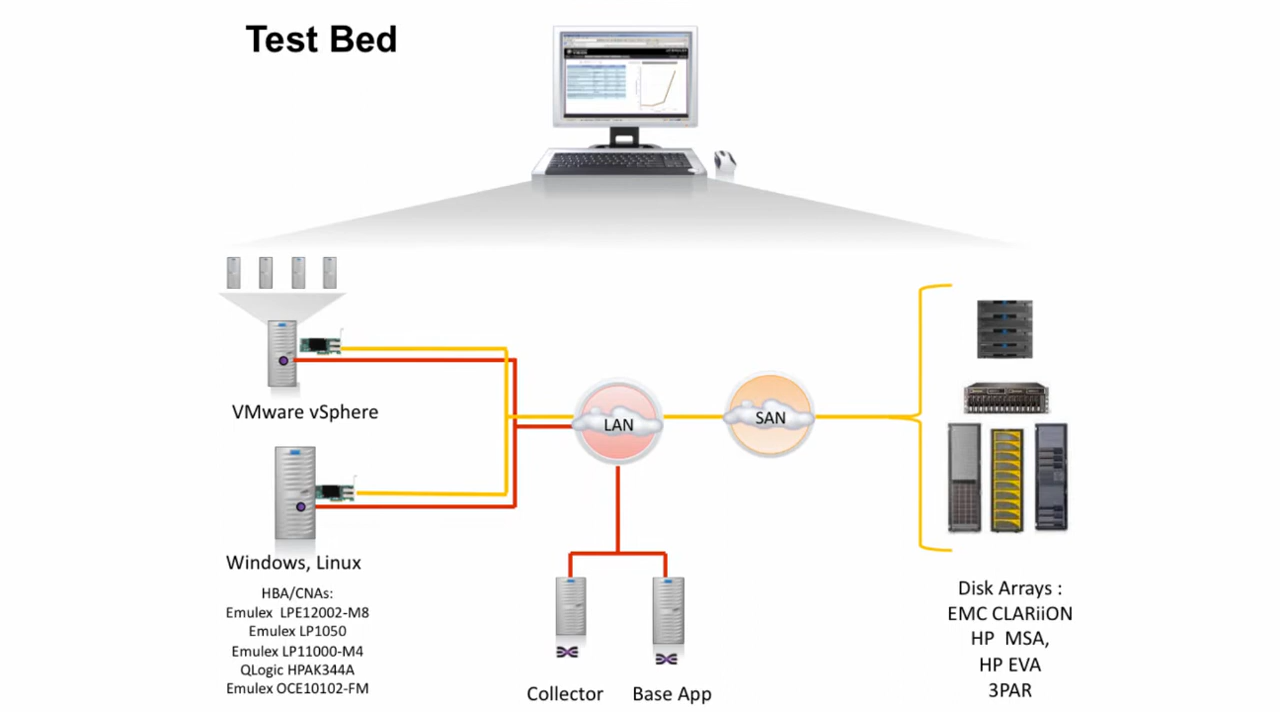 Test Bed
VMware vSphere
LAN
SAN
Windows, Linux
HBA/CNAs:
Emulex LPE12002-M8
Emulex LP1050
Emulex LP11000-M4
QLogic HPAK344A
Emulex OCE10102-FM
Collector
Base App
Disk Arrays :
EMC CLARiiON
HP MSA,
HP EVA
3PAR